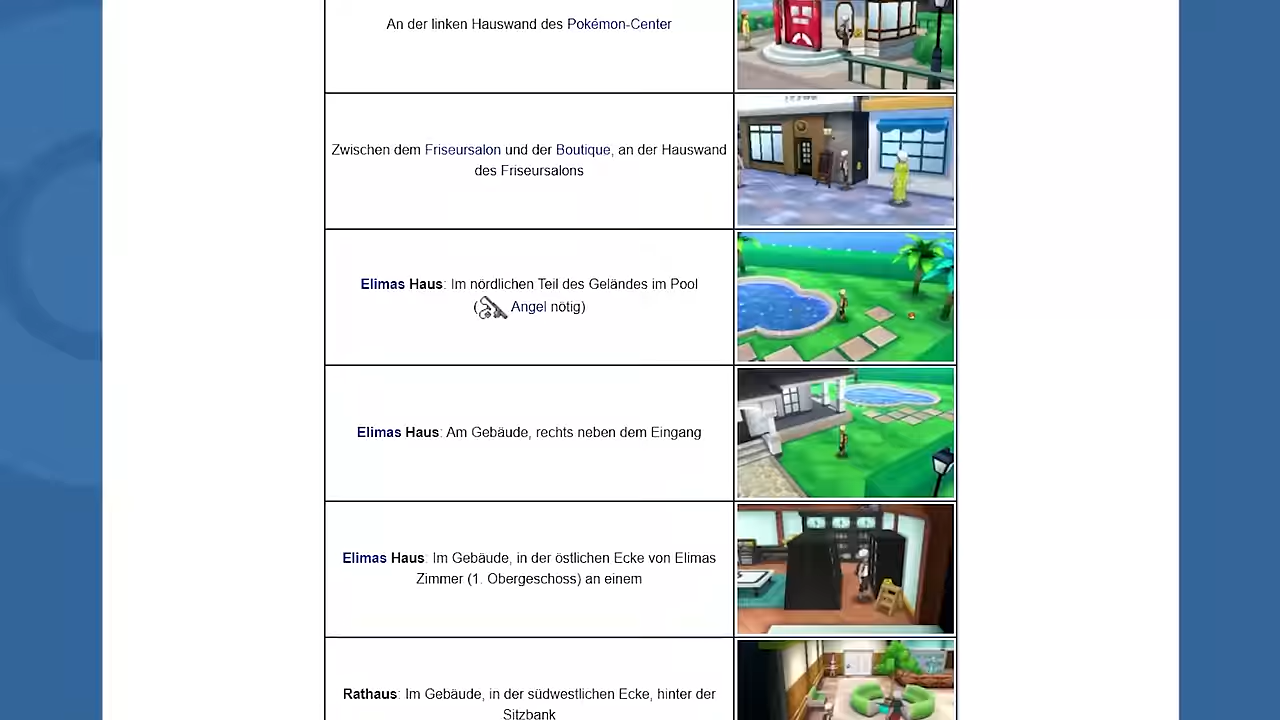 An der linken Hauswand des Pokémon-Center
Zwischen dem Friseursalon und der Boutique, an der Hauswand
des Friseursalons
Elimas Haus: Im nördlichen Teil des Geländes im Pool
( Angel nötig)
Elimas Haus: Am Gebäude, rechts neben dem Eingang
Elimas Haus: Im Gebäude, in der östlichen Ecke von Elimas
Zimmer (1. Obergeschoss) an einem
Rathaus: Im Gebäude, in der südwestlichen Ecke, hinter der
Sitzbank